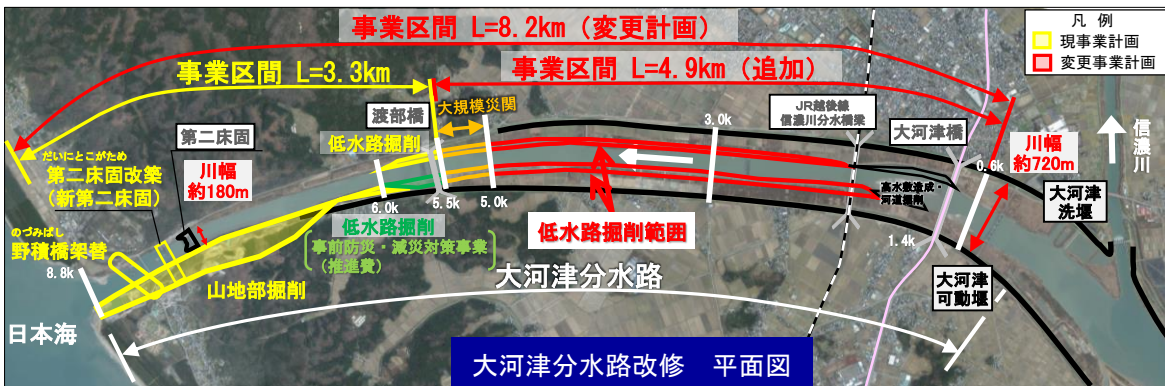 事業区間 L=8.2km（変更計画）
凡 例
現事業計画
変更事業計画
事業区間 L=3.3km
事業区間 L=4.9km（追加）
大規模災関
渡部橋
第二床固
低水路掘削
川幅
約180m
だいにとこがため
第二床固改築
（新第二床固）
のづみばし
野積橋架替
8.8k
山地部掘削
日本海
6.0k
5.5k
5.0k
低水路掘削
事前防災・減災対策事業
（推進費）
3.0k
低水路掘削範囲
JR越後線
信濃川分水橋梁
大河津橋
高水敷造成・
河道掘削
1.4k
0.6k
川幅
約720m
信濃川
大河津
洗堰
大河津
可動堰
大河津分水路
大河津分水路改修 平面図